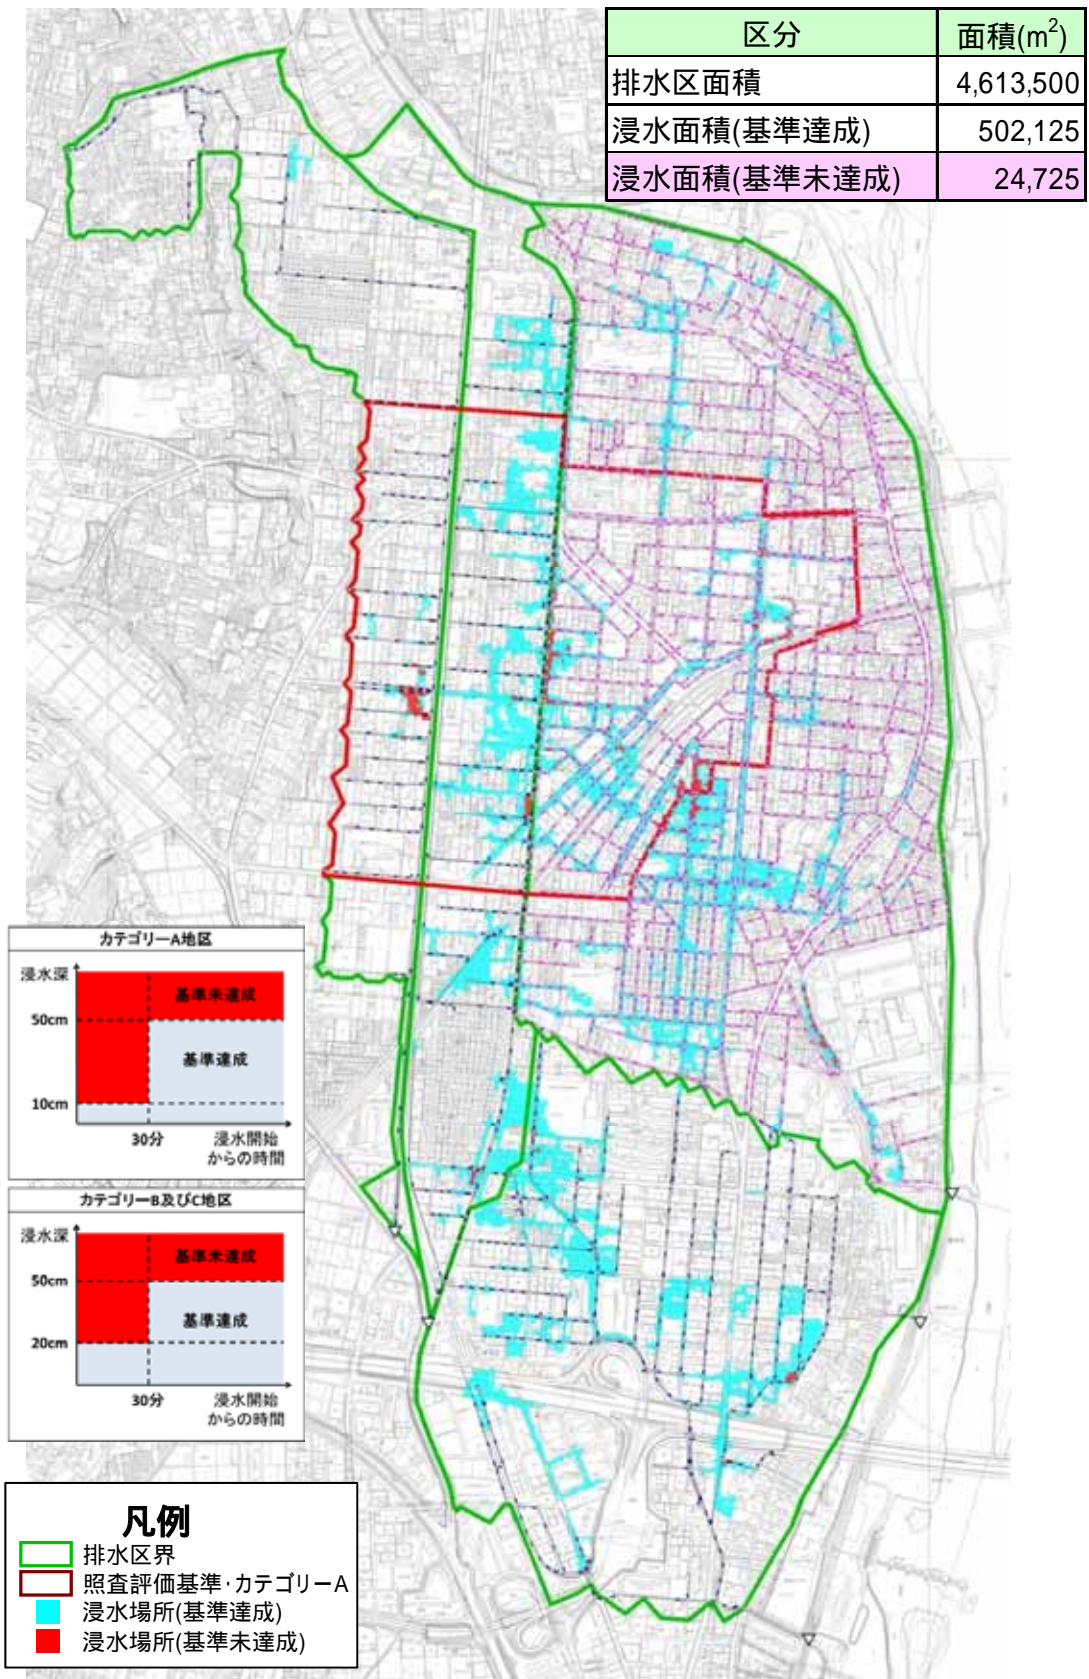 区分 面積(m²)
排水区面積 4,613,500
浸水面積(基準達成) 502,125
浸水面積(基準未達成) 24,725
カテゴリーA地区
浸水深
基準未達成
50cm
基準達成
10cm
30分 浸水開始
からの時間
カテゴリーB及びC地区
浸水深
基準未達成
50cm
基準達成
20cm
30分 浸水開始
からの時間
凡例
排水区界
照査評価基準・カテゴリーA
浸水場所(基準達成)
浸水場所(基準未達成)